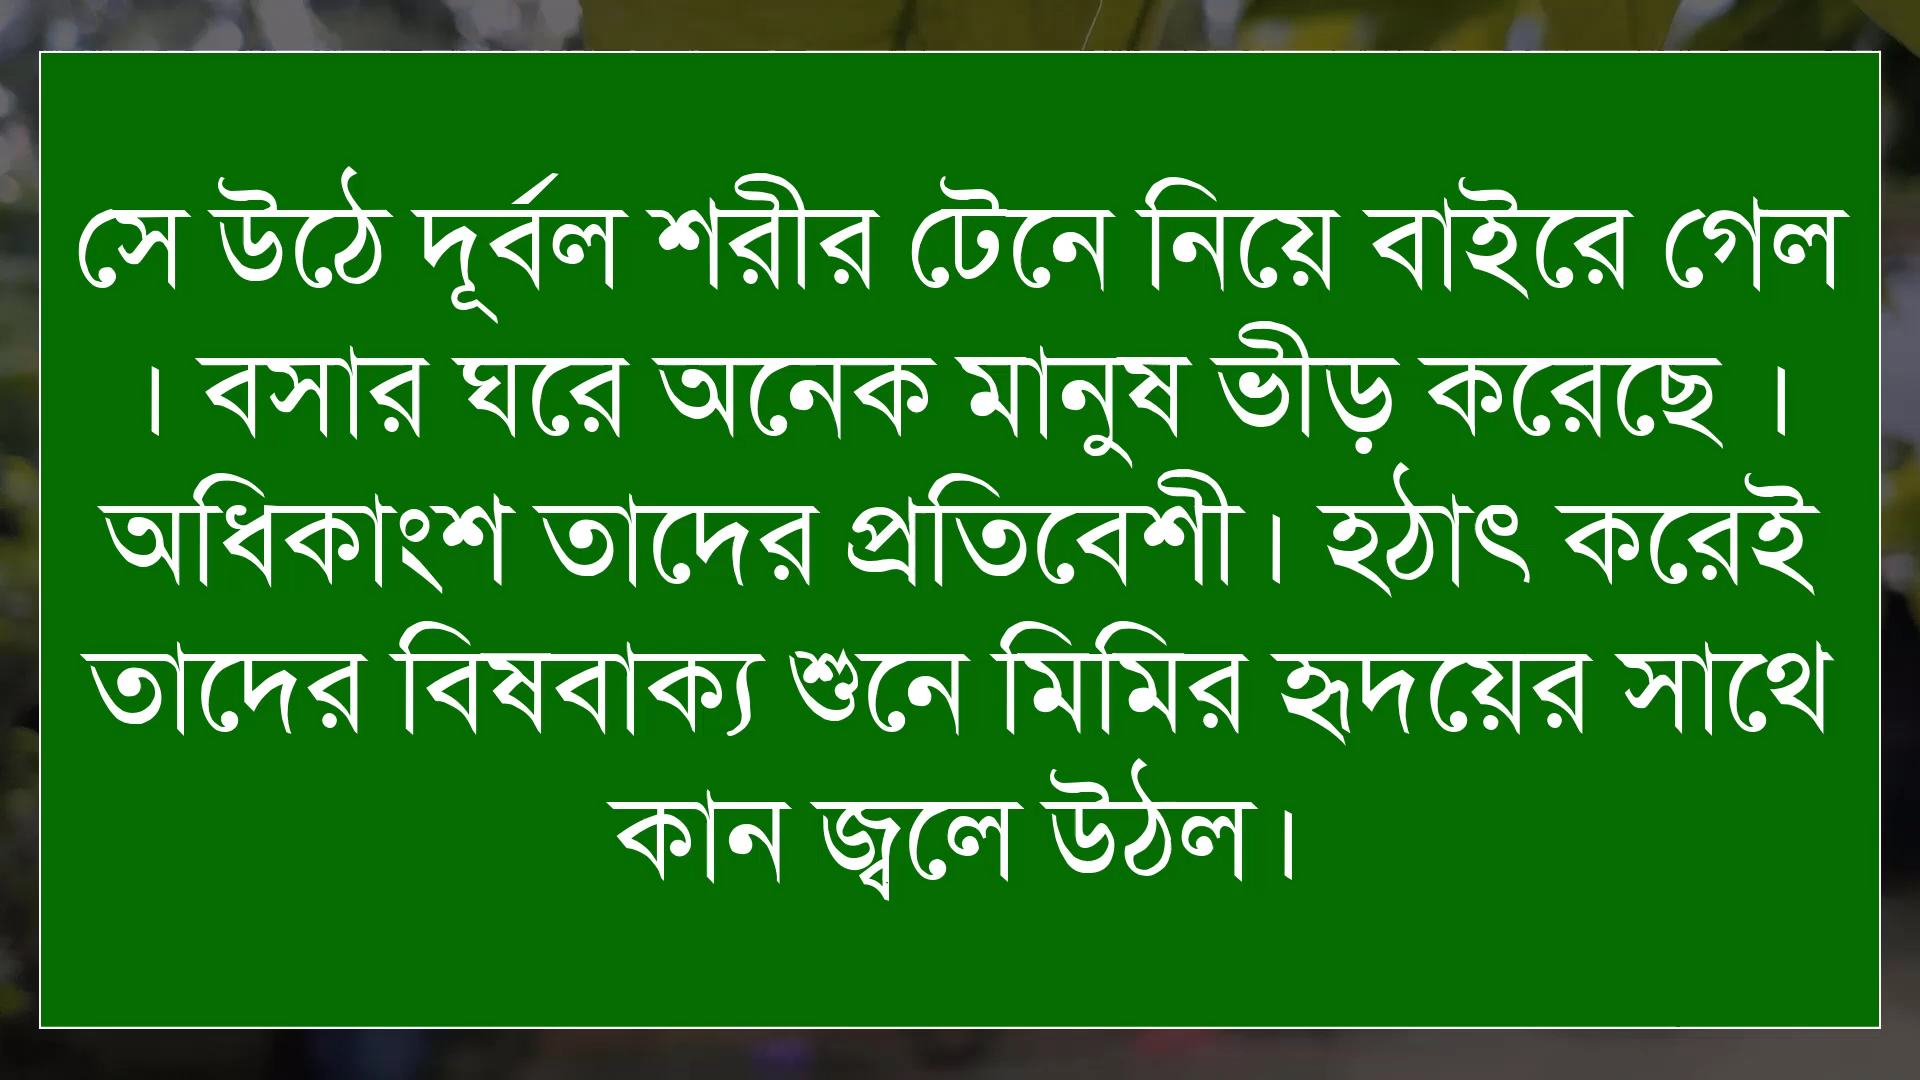 সে উঠে দূর্বল শরীর টেনে নিয়ে বাইরে গেল
। বসার ঘরে অনেক মানুষ ভীড় করেছে ।
অধিকাংশ তাদের প্রতিবেশী। হঠাৎ করেই
তাদের বিষবাক্য শুনে মিমির হৃদয়ের সাথে
কান জ্বলে উঠল।